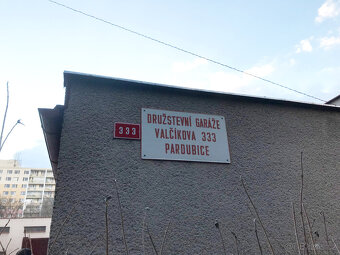 333
DRUŽSTEVNÍ GARÁŽE
VALČÍKOVA 333
PARDUBICE